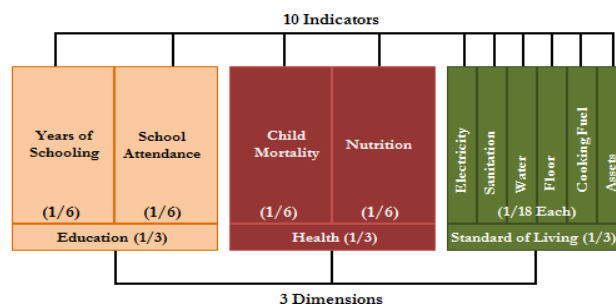 10 Indicators
Years of
Schooling
(1/6)
School
Attendance
(1/6)
Education (1/3)
Child
Mortality
(1/6)
Nutrition
(1/6)
Health (1/3)
Electricity
Sanitation
Water
Floor
Cooking Fuel
Assets
(1/18 Each)
Standard of Living (1/3)
3 Dimensions